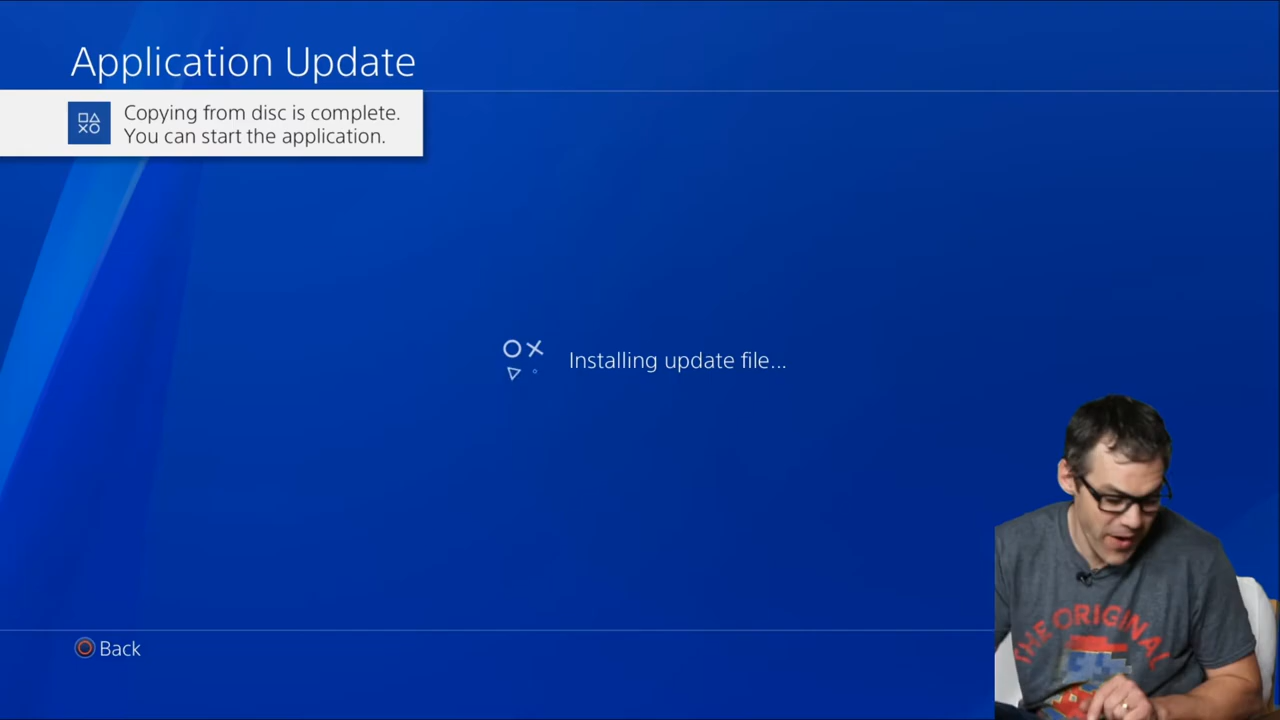 Application Update
Copying from disc is complete.
You can start the application.
Installing update file...
Back
THE ORIGINAL